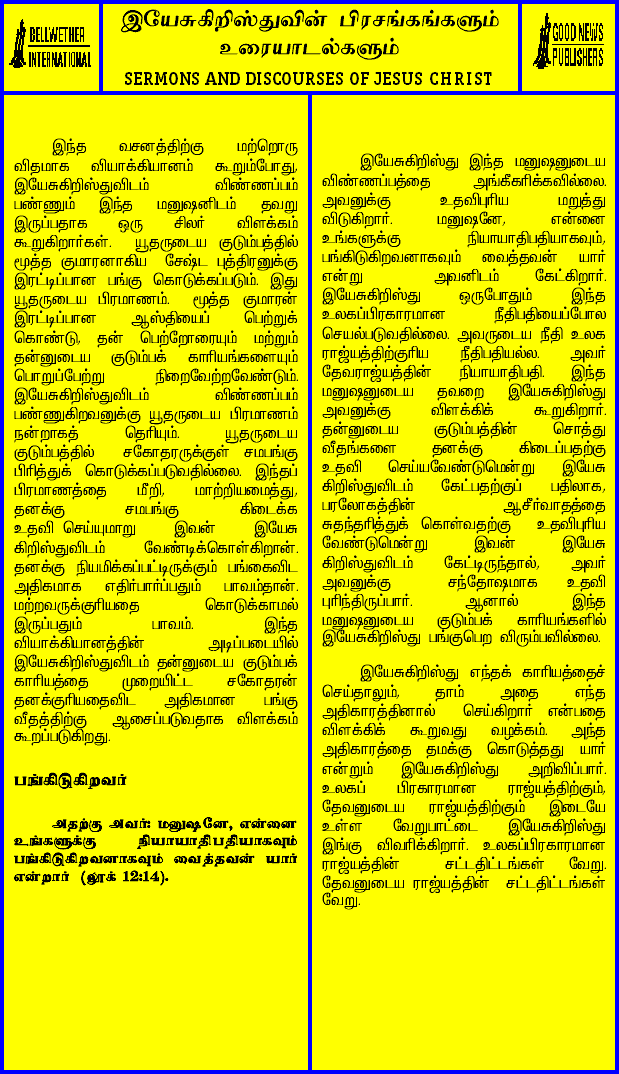 BELLWETHER
INTERNATIONAL
இயேசுகிறிஸ்துவின் பிரசங்கங்களும்
உரையாடல்களும்
SERMONS AND DISCOURSES OF JESUS CHRIST
GOOD NEWS
PUBLISHERS
இந்த வசனத்திற்கு மற்றொரு
விதமாக வியாக்கியானம் கூறும்போது,
இயேசுகிறிஸ்துவிடம் விண்ணப்பம்
பண்ணும் இந்த மனுஷனிடம் தவறு
இருப்பதாக ஒரு சிலர் விளக்கம்
கூறுகிறார்கள். யூதருடைய குடும்பத்தில்
மூத்த குமாரனாகிய சேஷ்ட புத்திரனுக்கு
இரட்டிப்பான பங்கு கொடுக்கப்படும். இது
யூதருடைய பிரமாணம். மூத்த குமாரன்
இரட்டிப்பான ஆஸ்தியைப் பெற்றுக்
கொண்டு, தன் பெற்றோரையும் மற்றும்
தன்னுடைய குடும்பக் காரியங்களையும்
பொறுப்பேற்று நிறைவேற்றவேண்டும்.
இயேசுகிறிஸ்துவிடம் விண்ணப்பம்
பண்ணுகிறவனுக்கு யூதருடைய பிரமாணம்
நன்றாகத் தெரியும். யூதருடைய
குடும்பத்தில் சகோதரருக்குள் சமபங்கு
பிரித்துக் கொடுக்கப்படுவதில்லை. இந்தப்
பிரமாணத்தை மீறி, மாற்றியமைத்து,
தனக்கு சமபங்கு கிடைக்க
உதவி செய்யுமாறு இவன் இயேசு
கிறிஸ்துவிடம் வேண்டிக்கொள்கிறான்.
தனக்கு நியமிக்கப்பட்டிருக்கும் பங்கைவிட
அதிகமாக எதிர்பார்ப்பதும் பாவம்தான்.
மற்றவருக்குரியதை கொடுக்காமல்
இருப்பதும் பாவம். இந்த
வியாக்கியானத்தின் அடிப்படையில்
இயேசுகிறிஸ்துவிடம் தன்னுடைய குடும்பக்
காரியத்தை முறையிட்ட சகோதரன்
தனக்குரியதைவிட அதிகமான பங்கு
வீதத்திற்கு ஆசைப்படுவதாக விளக்கம்
கூறப்படுகிறது.
பங்கிடுகிறவர்
அதற்கு அவர்: மனுஷனே, என்னை
உங்களுக்கு நியாயாதிபதியாகவும்
பங்கிடுகிறவனாகவும் வைத்தவன் யார்
என்றார் (லூக் 12:14).
இயேசுகிறிஸ்து இந்த மனுஷனுடைய
விண்ணப்பத்தை அங்கீகரிக்கவில்லை.
அவனுக்கு உதவிபுரிய மறுத்து
விடுகிறார். மனுஷனே, என்னை
உங்களுக்கு நியாயாதிபதியாகவும்,
பங்கிடுகிறவனாகவும் வைத்தவன் யார்
என்று அவனிடம் கேட்கிறார்.
இயேசுகிறிஸ்து ஒருபோதும் இந்த
உலகப்பிரகாரமான நீதிபதியைப்போல
செயல்படுவதில்லை. அவருடைய நீதி உலக
ராஜ்யத்திற்குரிய நீதிபதியல்ல. அவர்
தேவராஜ்யத்தின் நியாயாதிபதி. இந்த
மனுஷனுடைய தவறை இயேசுகிறிஸ்து
அவனுக்கு விளக்கிக் கூறுகிறார்.
தன்னுடைய குடும்பத்தின் சொத்து
வீதங்களை தனக்கு கிடைப்பதற்கு
உதவி செய்யவேண்டுமென்று இயேசு
கிறிஸ்துவிடம் கேட்பதற்குப் பதிலாக,
பரலோகத்தின் ஆசீர்வாதத்தை
சுதந்தரித்துக் கொள்வதற்கு உதவிபுரிய
வேண்டுமென்று இவன் இயேசு
கிறிஸ்துவிடம் கேட்டிருந்தால், அவர்
அவனுக்கு சந்தோஷமாக உதவி
புரிந்திருப்பார். ஆனால் இந்த
மனுஷனுடைய குடும்பக் காரியங்களில்
இயேசுகிறிஸ்து பங்குபெற விரும்பவில்லை.
இயேசுகிறிஸ்து எந்தக் காரியத்தைச்
செய்தாலும், தாம் அதை எந்த
அதிகாரத்தினால் செய்கிறார் என்பதை
விளக்கிக் கூறுவது வழக்கம். அந்த
அதிகாரத்தை தமக்கு கொடுத்தது யார்
என்றும் இயேசுகிறிஸ்து அறிவிப்பார்.
உலகப் பிரகாரமான ராஜ்யத்திற்கும்,
தேவனுடைய ராஜ்யத்திற்கும் இடையே
உள்ள வேறுபாட்டை இயேசுகிறிஸ்து
இங்கு விவரிக்கிறார். உலகப்பிரகாரமான
ராஜ்யத்தின் சட்டதிட்டங்கள் வேறு.
தேவனுடைய ராஜ்யத்தின் சட்டதிட்டங்கள்
வேறு.